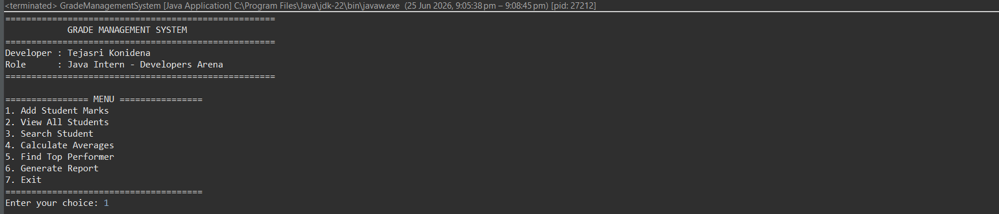 <terminated> GradeManagementSystem [Java Application] C:\Program Files\Java\jdk-22\bin\javaw.exe (25 Jun 2026, 9:05:38 pm – 9:08:45 pm) [pid: 27212]
====================================================
GRADE MANAGEMENT SYSTEM
====================================================
Developer : Tejasri Konidena
Role      : Java Intern - Developers Arena
====================================================
================ MENU ================
1. Add Student Marks
2. View All Students
3. Search Student
4. Calculate Averages
5. Find Top Performer
6. Generate Report
7. Exit
======================================
Enter your choice: 1